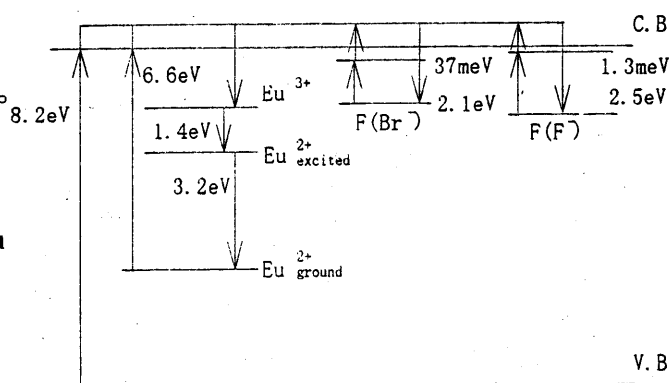 C.B
6.6eV
37meV
1.3meV
Eu 3+
8.2eV
2.1eV
2.5eV
F(Br⁻)
F(F⁻)
1.4eV
Eu 2+ excited
3.2eV
Eu 2+ ground
V.B